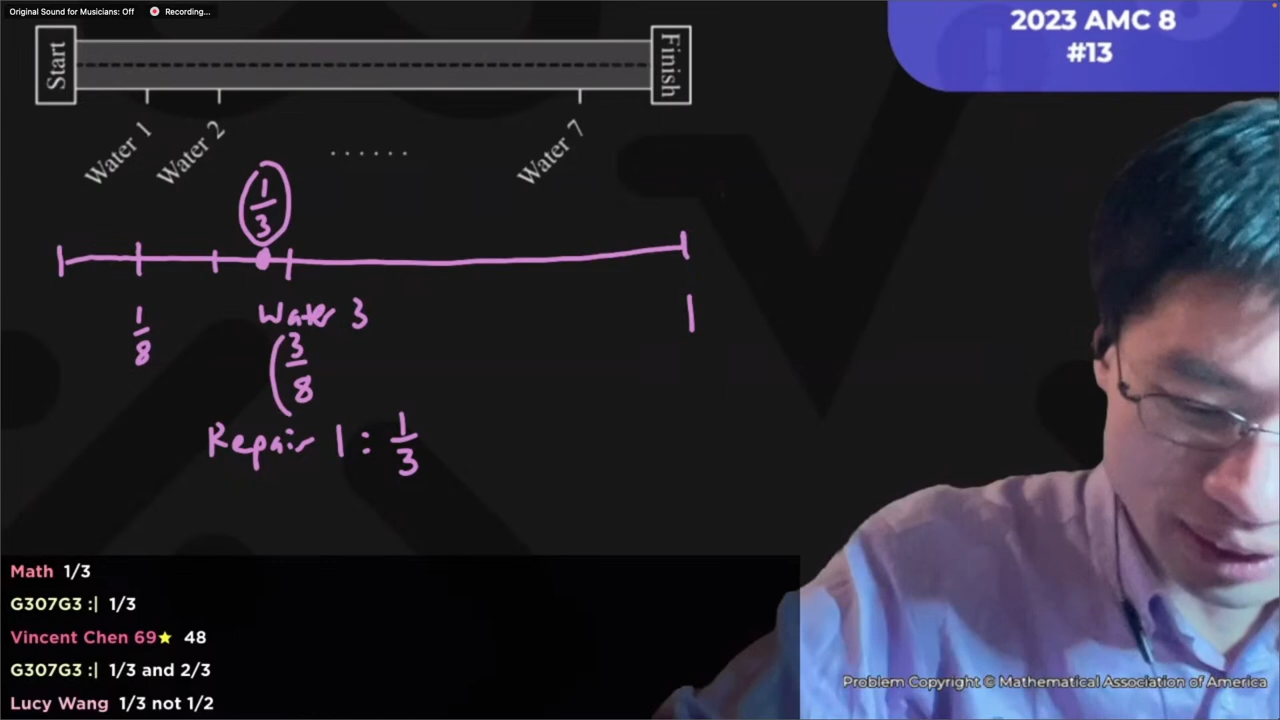 Original Sound for Musicians: Off Recording...
2023 AMC 8
#13
Start
Finish
Water 1
Water 2
......
Water 7
1/3
1/8
Water 3
3/8
1
Repair 1: 1/3
Math 1/3
G307G3 :| 1/3
Vincent Chen 69★ 48
G307G3 :| 1/3 and 2/3
Lucy Wang 1/3 not 1/2
Problem Copyright © Mathematical Association of America